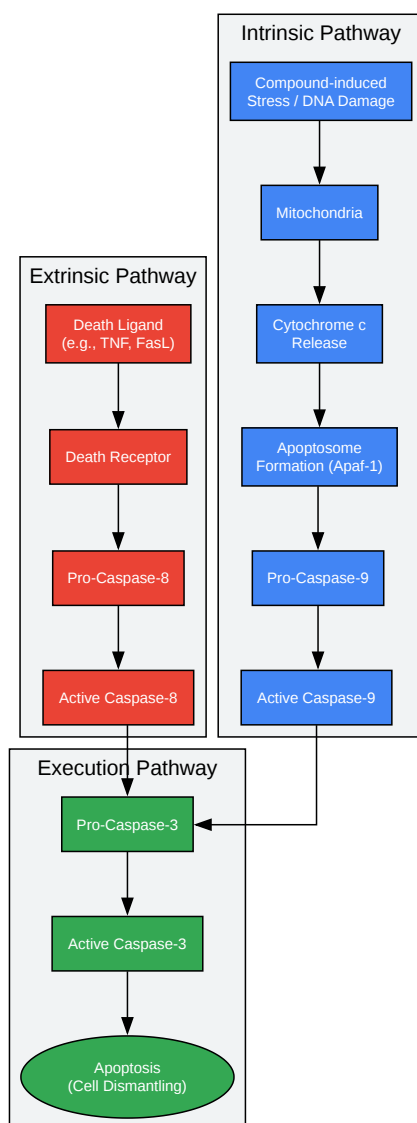 Intrinsic Pathway
Compound-induced
Stress / DNA Damage
Mitochondria
Cytochrome c
Release
Apoptosome
Formation (Apaf-1)
Pro-Caspase-9
Active Caspase-9
Extrinsic Pathway
Death Ligand
(e.g., TNF, FasL)
Death Receptor
Pro-Caspase-8
Active Caspase-8
Execution Pathway
Pro-Caspase-3
Active Caspase-3
Apoptosis
(Cell Dismantling)